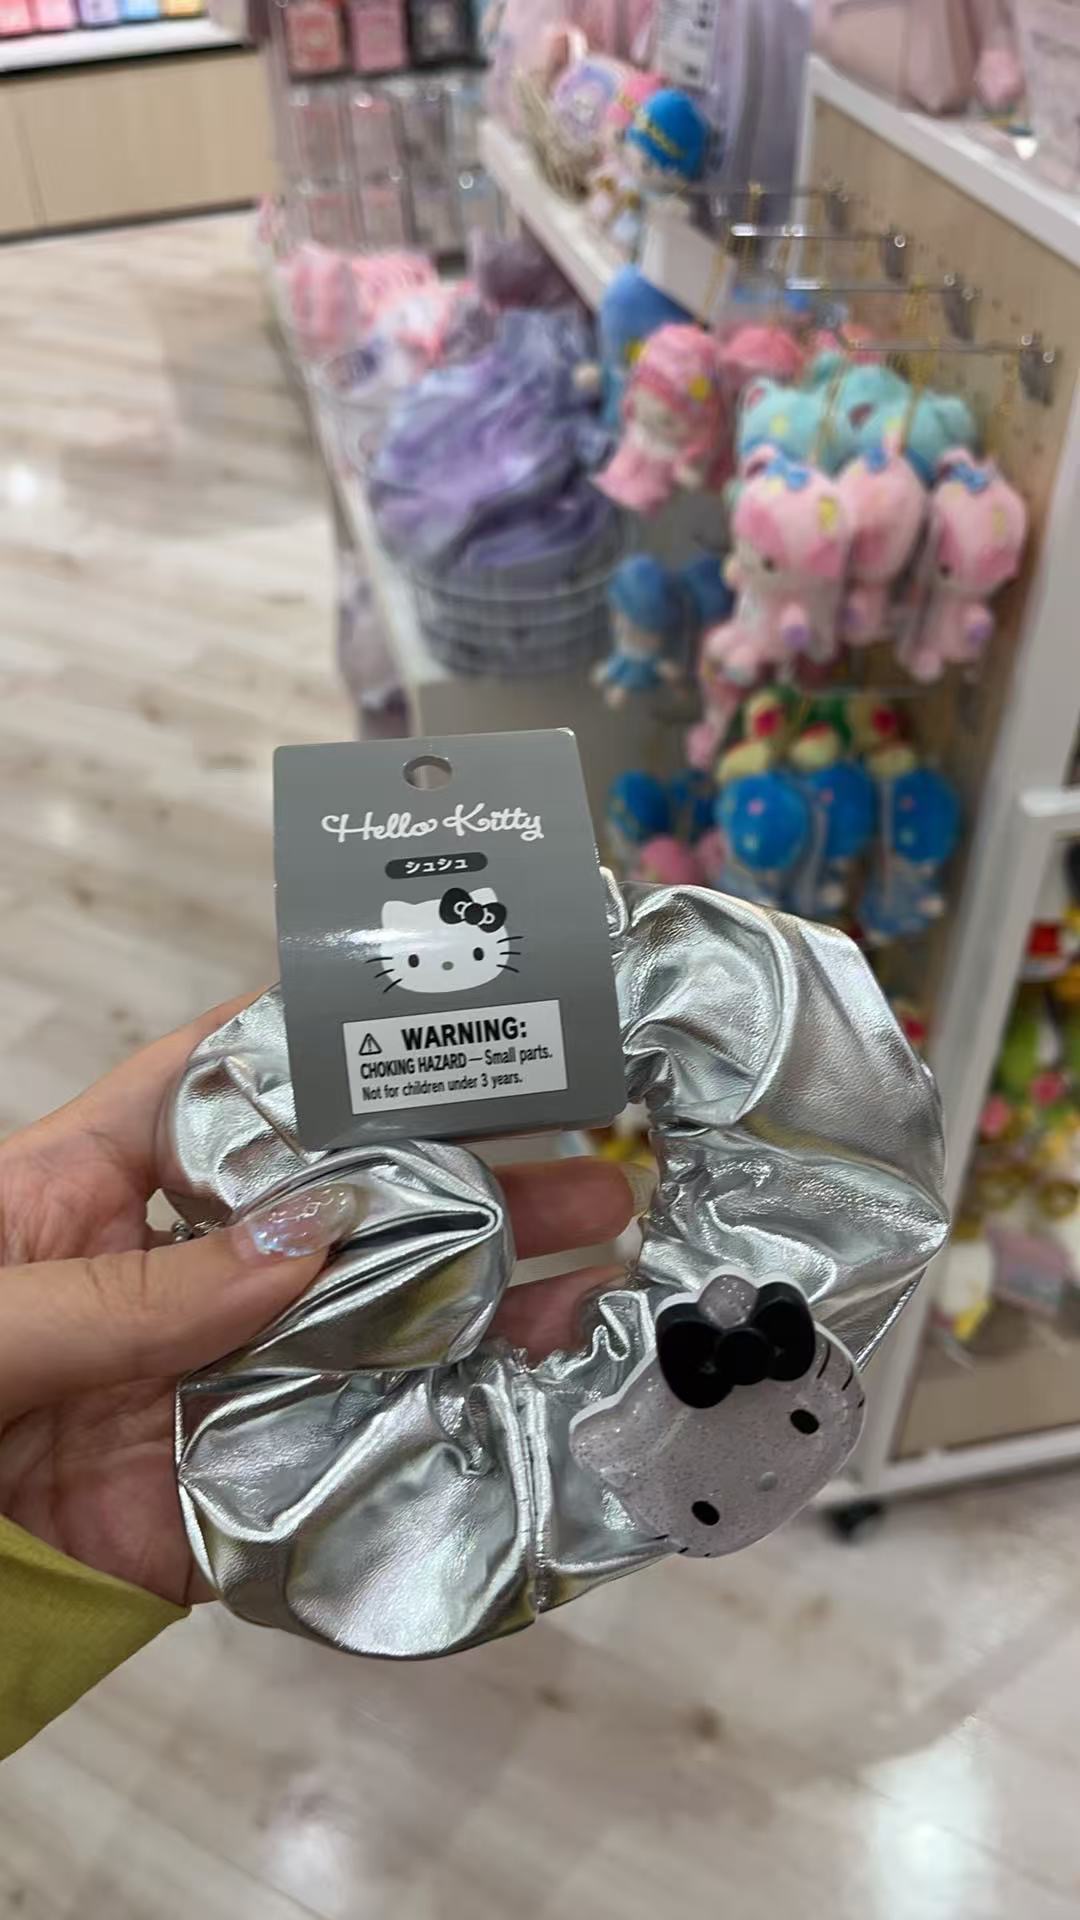 Hello Kitty
シュシュ
⚠ WARNING:
CHOKING HAZARD — Small parts.
Not for children under 3 years.